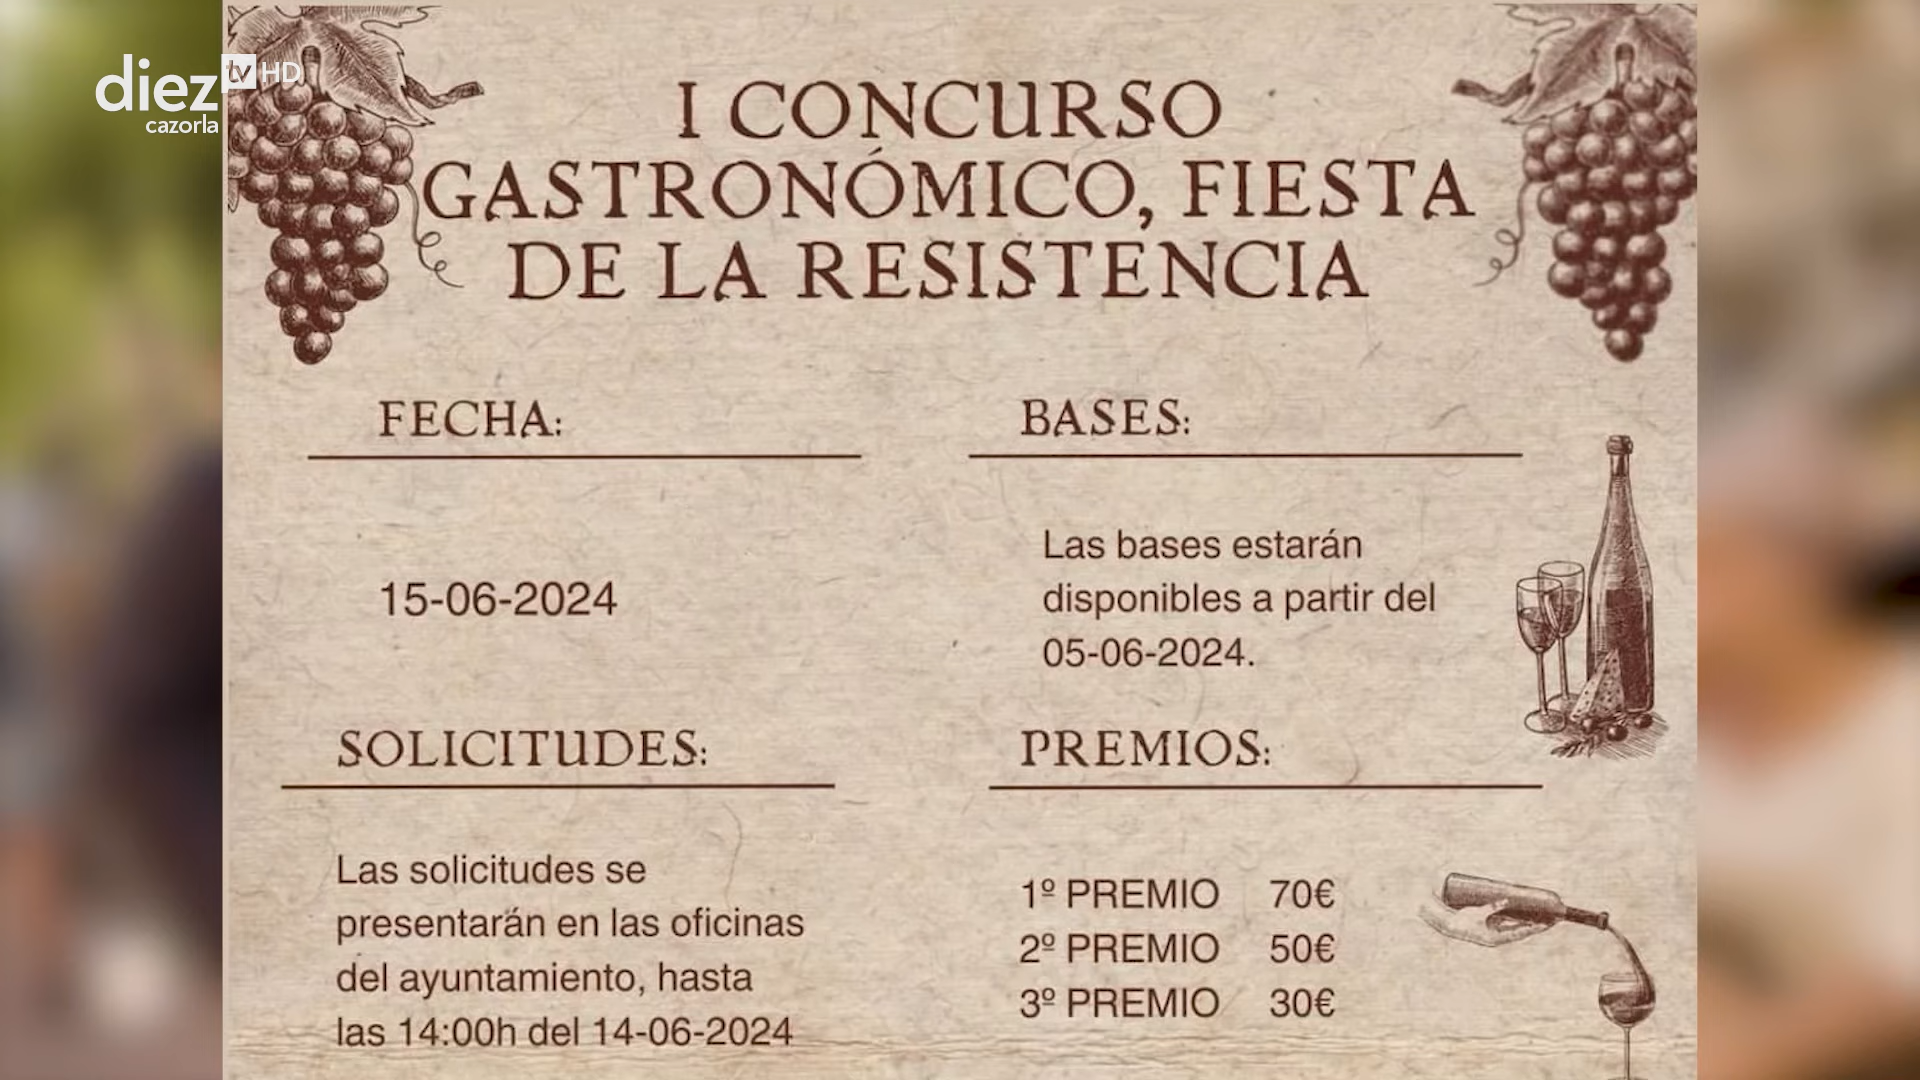 diez tv HD
cazorla
I CONCURSO
GASTRONÓMICO, FIESTA
DE LA RESISTENCIA
FECHA:
15-06-2024
BASES:
Las bases estarán
disponibles a partir del
05-06-2024.
SOLICITUDES:
Las solicitudes se
presentarán en las oficinas
del ayuntamiento, hasta
las 14:00h del 14-06-2024
PREMIOS:
1º PREMIO 70€
2º PREMIO 50€
3º PREMIO 30€